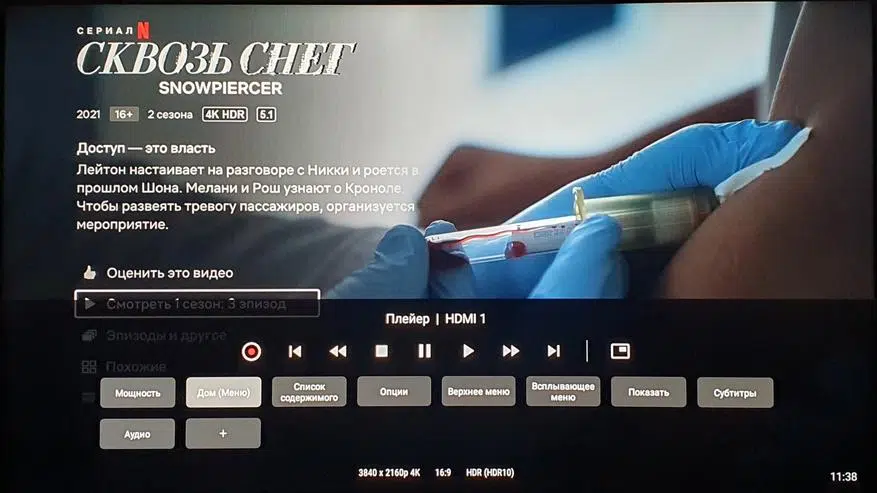 СЕРИАЛ N
СКВОЗЬ СНЕГ
SNOWPIERCER
2021 16+ 2 сезона 4K HDR 5.1
Доступ — это власть
Лейтон настаивает на разговоре с Никки и роется в
прошлом Шона. Мелани и Рош узнают о Кроноле.
Чтобы развеять тревогу пассажиров, организуется
мероприятие.
Оценить это видео
Смотреть 1 сезон: 3 эпизод
Эпизоды и другое
Похожие
Плейер | HDMI 1
Мощность
Дом (Меню)
Список
содержимого
Опции
Верхнее меню
Всплывающее
меню
Показать
Субтитры
Аудио
+
3840 x 2160p 4K 16:9 HDR (HDR10)
11:38